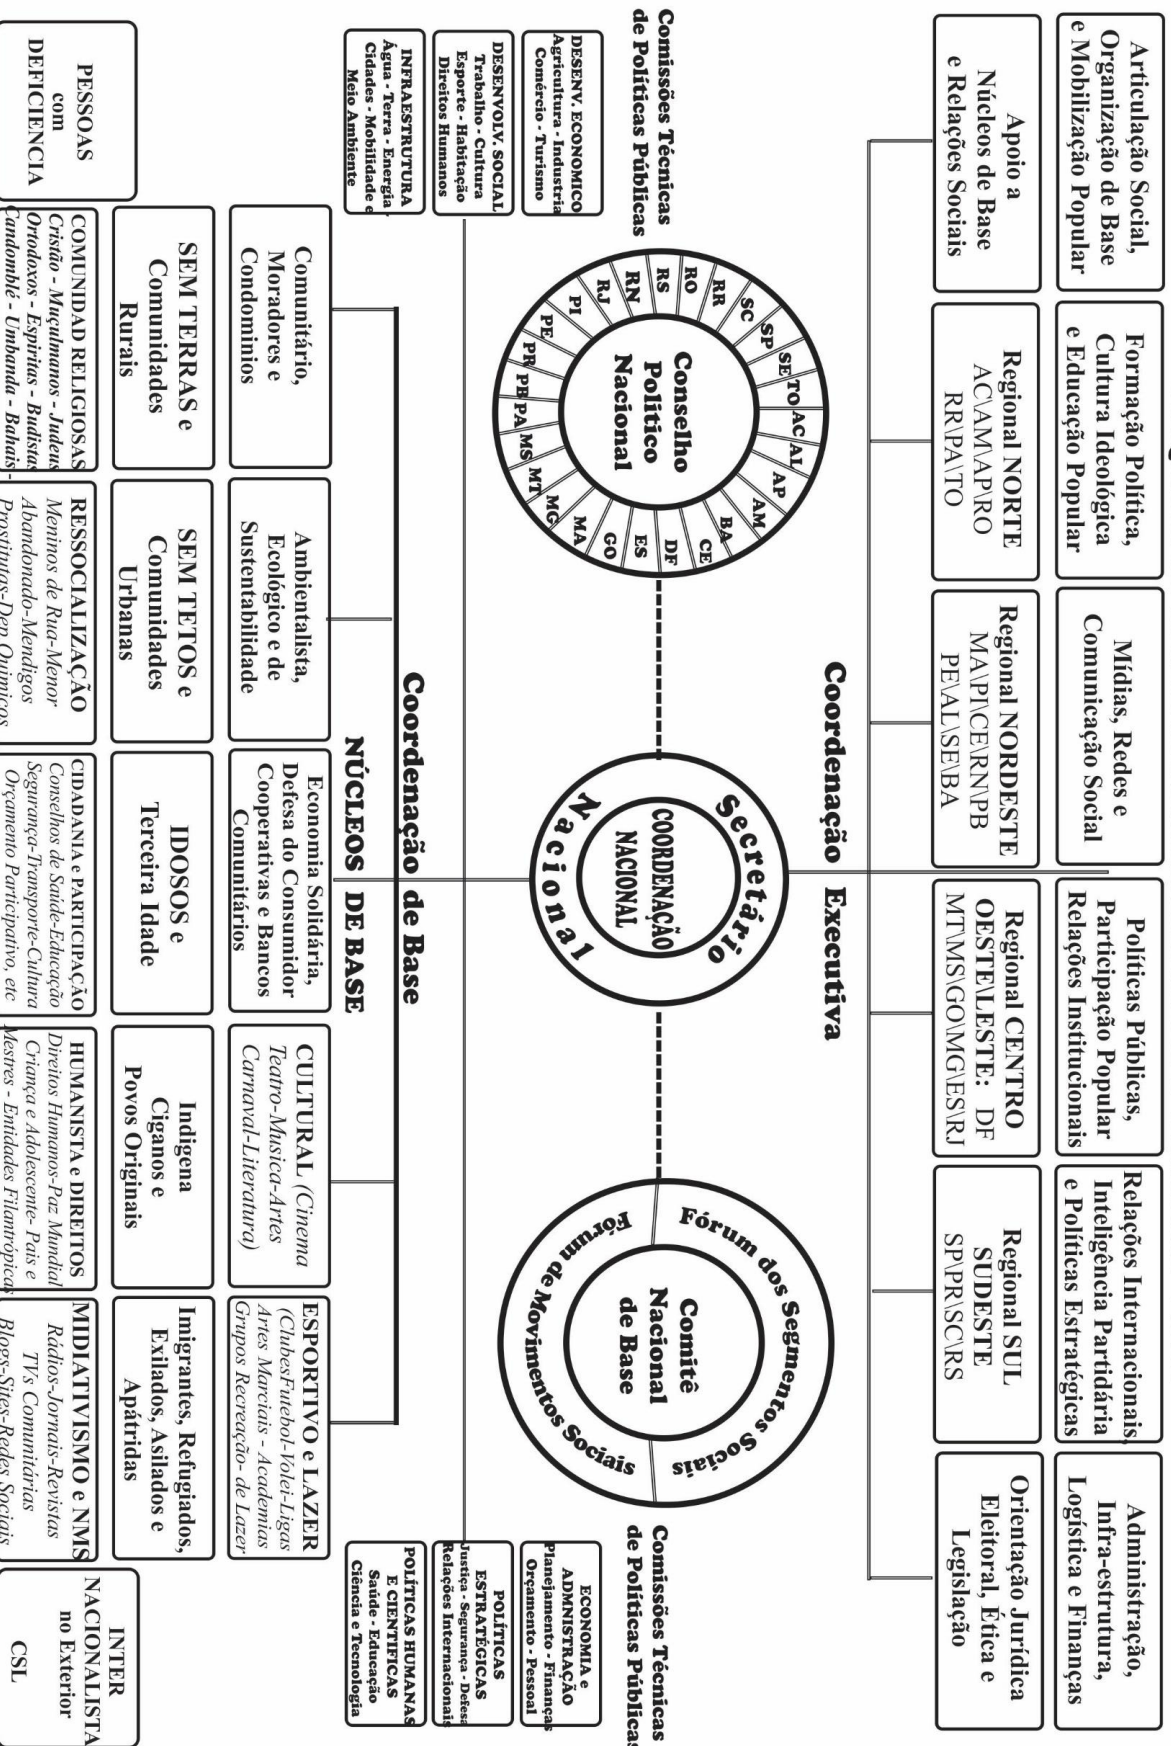 Articulação Social,
Organização de Base
e Mobilização Popular
Formação Política,
Cultura Ideológica
e Educação Popular
Mídias, Redes e
Comunicação Social
Políticas Públicas,
Participação Popular
Relações Institucionais
Relações Internacionais,
Inteligência Partidária
e Políticas Estratégicas
Administração,
Infra-estrutura,
Logística e Finanças
Apoio a
Núcleos de Base
e Relações Sociais
Regional NORTE
AC\AM\AP\RO
RR\PA\TO
Regional NORDESTE
MA\PI\CE\RN\PB
PE\AL\SE\BA
Regional CENTRO
OESTE\LESTE: DF
MT\MS\GO\MG\ES\RJ
Regional SUL
SUDESTE
SP\PR\SC\RS
Orientação Jurídica
Eleitoral, Ética e
Legislação
Coordenação Executiva
Comissões Técnicas
de Políticas Públicas
DESENV. ECONOMICO
Agricultura - Industria
Comércio - Turismo
DESENVOLV. SOCIAL
Trabalho - Cultura
Esporte - Habitação
Direitos Humanos
INFRAESTRUTURA
Água - Terra - Energia
Cidades - Mobilidade e
Meio Ambiente
Conselho
Politico
Nacional
AC
AL
AP
AM
BA
CE
DF
ES
GO
MA
MG
MT
MS
PA
PB
PR
PE
PI
RJ
RN
RS
RO
RR
SC
SP
SE
TO
Secretário
COORDENAÇÃO
NACIONAL
Nacional
Fórum dos Segmentos Sociais
Comitê
Nacional
de Base
Fórum de Movimentos Sociais
Comissões Técnicas
de Políticas Públicas
ECONOMIA e
ADMNISTRAÇÃO
Planejamento - Finanças
Orçamento - Pessoal
POLÍTICAS
ESTRATÉGICAS
Justiça - Segurança - Defesa
Relações Internacionais
POLÍTICAS HUMANAS
E CIENTIFICAS
Saúde - Educação
Ciência e Tecnologia
Coordenação de Base
NÚCLEOS DE BASE
Comunitário,
Moradores e
Condominios
Ambientalista,
Ecológico e de
Sustentabilidade
Economia Solidária,
Defesa do Consumidor
Cooperativas e Bancos
Comunitários
CULTURAL (Cinema
Teatro-Musica-Artes
Carnaval-Literatura)
ESPORTIVO e LAZER
(ClubesFutebol-Volei-Ligas
Artes Marciais - Academias
Grupos Recreação- de Lazer
SEM TERRAS e
Comunidades
Rurais
SEM TETOS e
Comunidades
Urbanas
IDOSOS e
Terceira Idade
Indigena
Ciganos e
Povos Originais
Imigrantes, Refugiados,
Exilados, Asilados e
Apátridas
PESSOAS
com
DEFICIENCIA
COMUNIDAD RELIGIOSAS
Cristão - Muçulmanos - Judeus
Ortodoxos - Espiritas - Budistas
Candomblé - Umbanda - Bahais -
RESSOCIALIZAÇÃO
Meninos de Rua-Menor
Abandonado-Mendigos
Prostitutas-Dep Quimicos
CIDADANIA e PARTICIPAÇÃO
Conselhos de Saúde-Educação
Segurança-Transporte-Cultura
Orçamento Participativo, etc
HUMANISTA e DIREITOS
Direitos Humanos-Paz Mundial
Criança e Adolescente- Pais e
Mestres - Entidades Filantrópicas
MIDIATIVISMO e NMS
Rádios-Jornais-Revistas
TVs Comunitárias
Blogs-Sites-Redes Sociais
INTER
NACIONALISTA
no Exterior
CSL